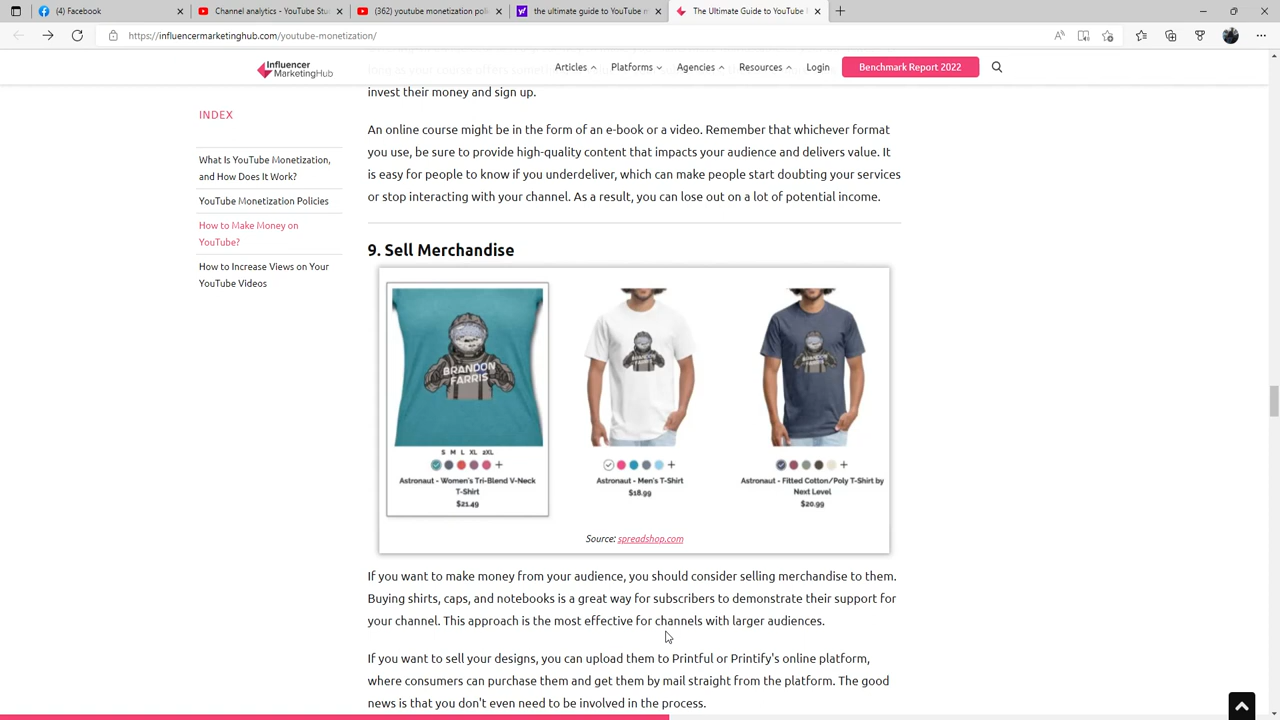 (4) Facebook
Channel analytics - YouTube Stu
(362) youtube monetization poli
the ultimate guide to YouTube m
The Ultimate Guide to YouTube
https://influencermarketinghub.com/youtube-monetization/
Influencer
MarketingHub
Articles
Platforms
Agencies
Resources
Login
Benchmark Report 2022
INDEX
What Is YouTube Monetization,
and How Does It Work?
YouTube Monetization Policies
How to Make Money on
YouTube?
How to Increase Views on Your
YouTube Videos
invest their money and sign up.
An online course might be in the form of an e-book or a video. Remember that whichever format
you use, be sure to provide high-quality content that impacts your audience and delivers value. It
is easy for people to know if you underdeliver, which can make people start doubting your services
or stop interacting with your channel. As a result, you can lose out on a lot of potential income.
9. Sell Merchandise
BRANDON
FARRIS
S M L XL 2XL
Astronaut - Women's Tri-Blend V-Neck
T-Shirt
$21.49
Astronaut - Men's T-Shirt
$18.99
Astronaut - Fitted Cotton/Poly T-Shirt by
Next Level
$20.99
Source: spreadshop.com
If you want to make money from your audience, you should consider selling merchandise to them.
Buying shirts, caps, and notebooks is a great way for subscribers to demonstrate their support for
your channel. This approach is the most effective for channels with larger audiences.
If you want to sell your designs, you can upload them to Printful or Printify's online platform,
where consumers can purchase them and get them by mail straight from the platform. The good
news is that you don't even need to be involved in the process.